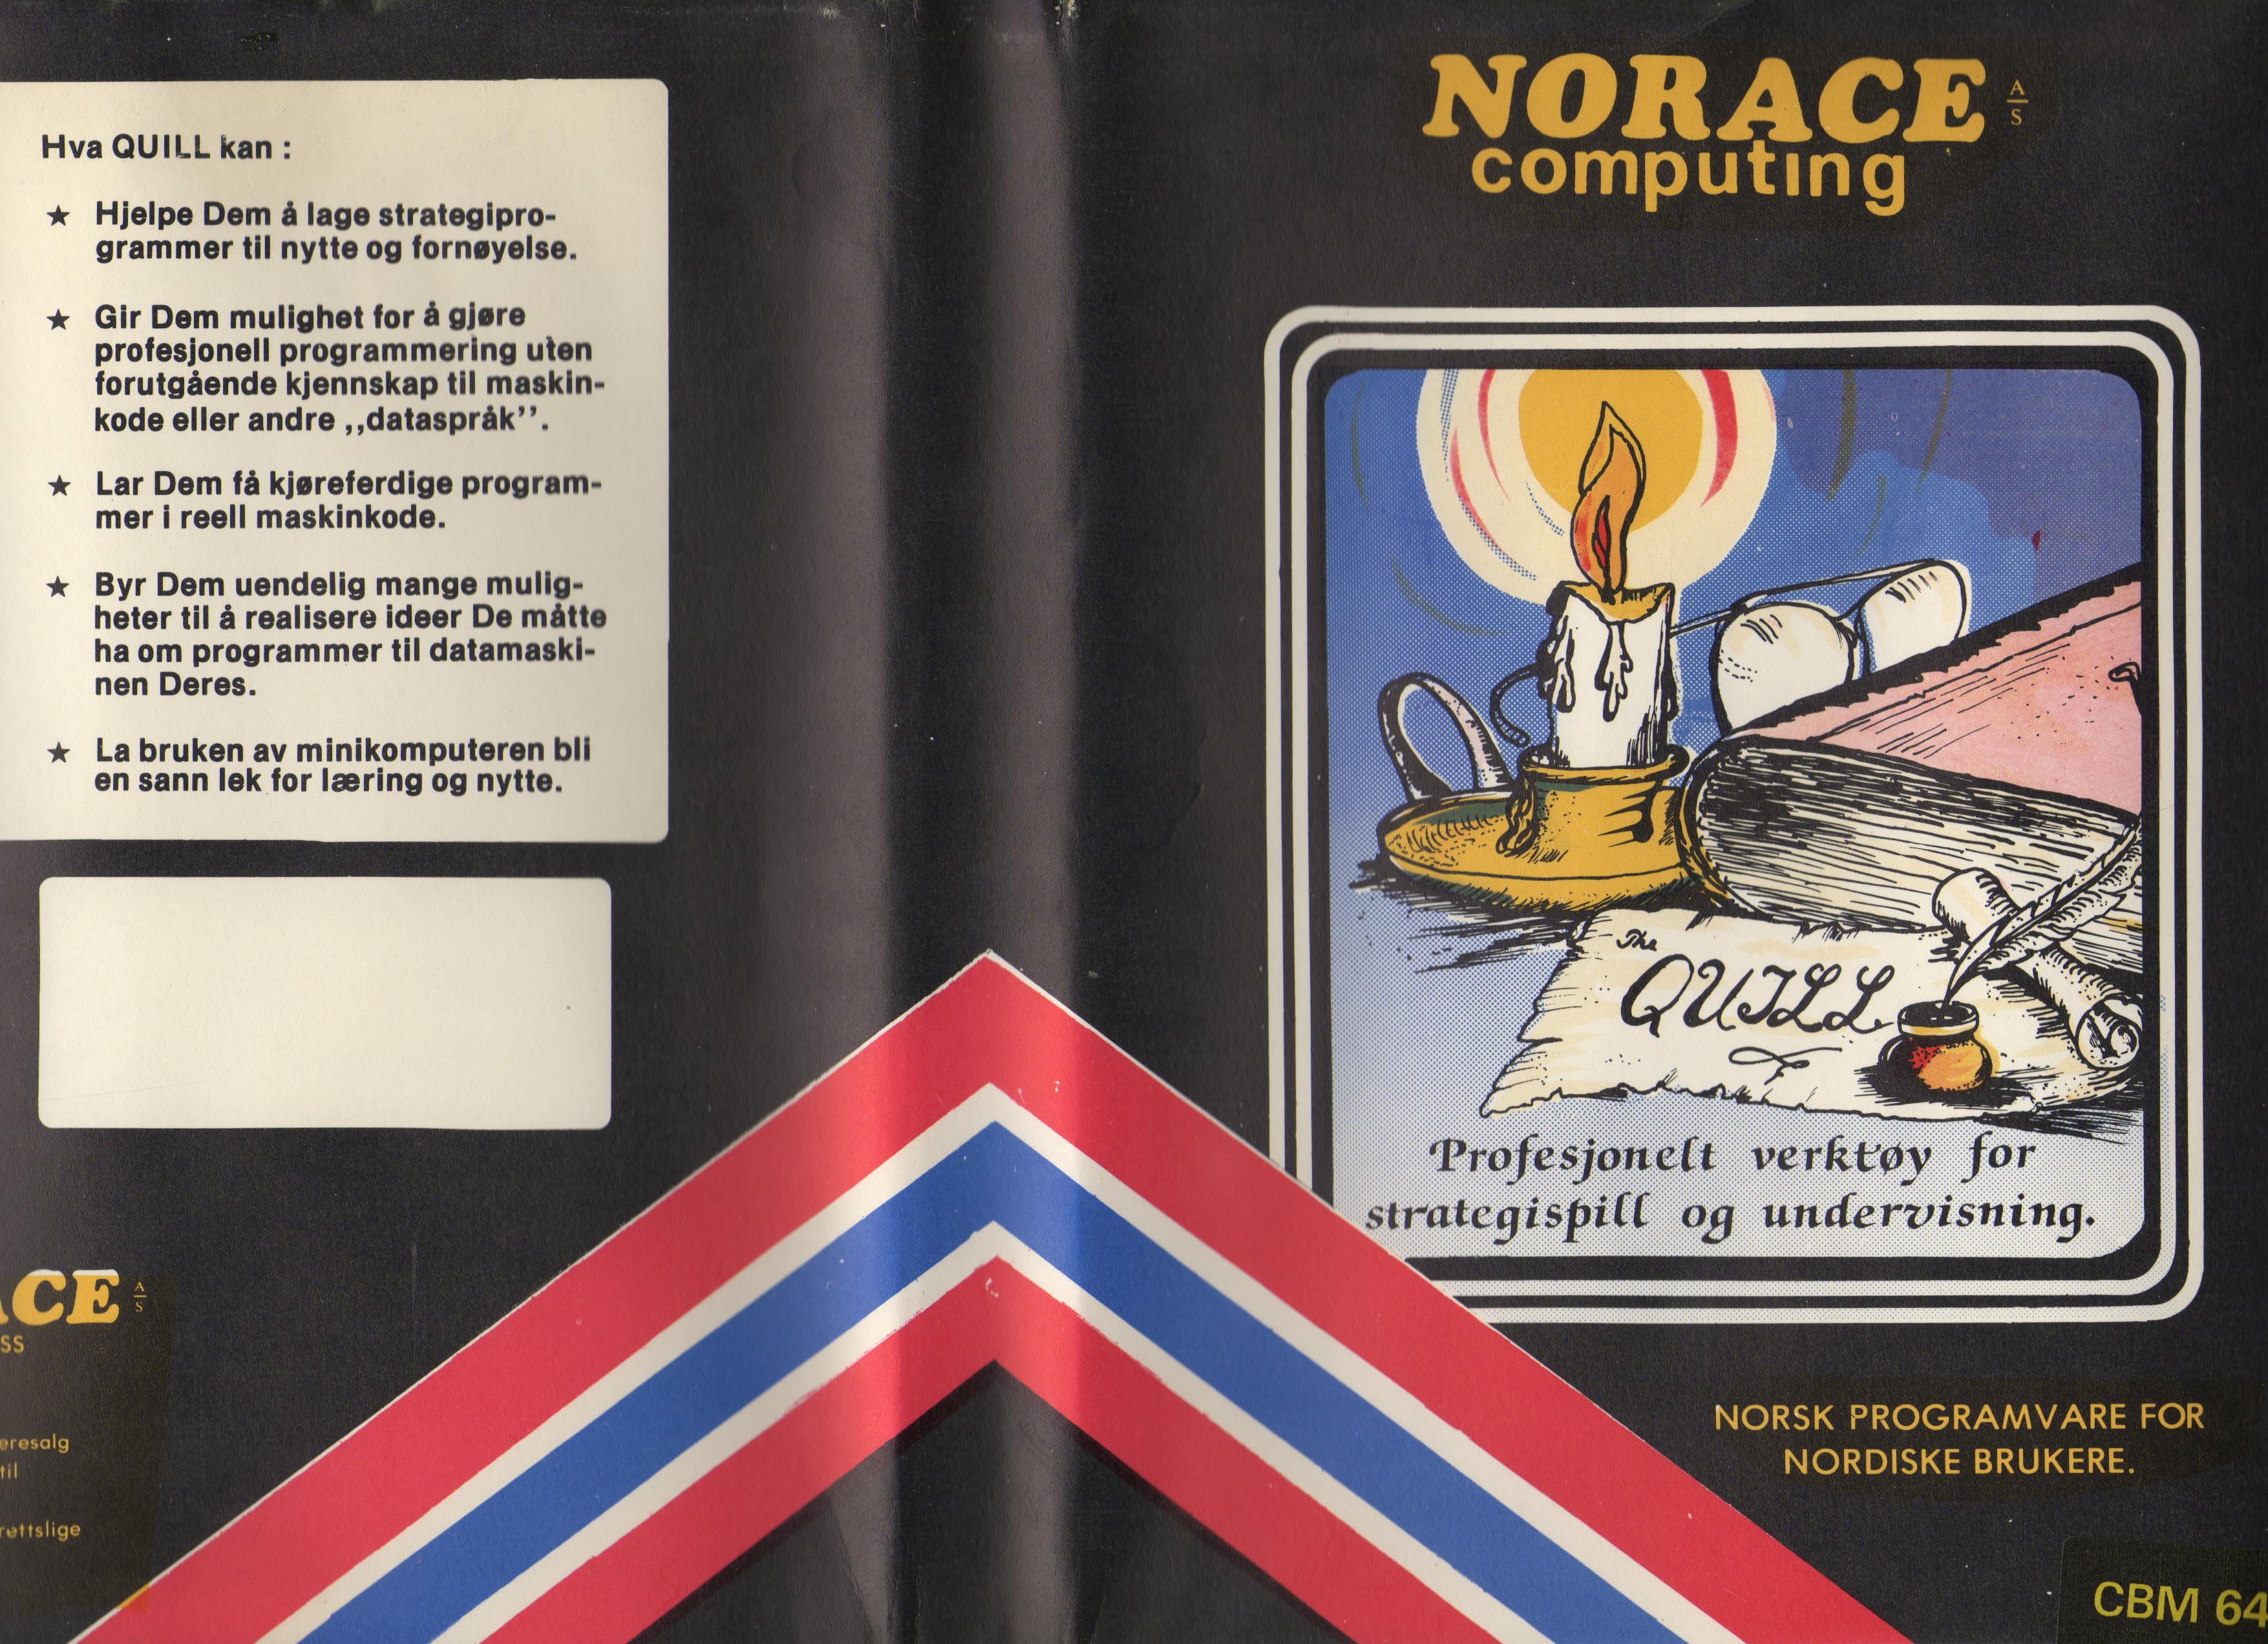 Hva QUILL kan :
★ Hjelpe Dem å lage strategipro-
grammer til nytte og fornøyelse.
★ Gir Dem mulighet for å gjøre
profesjonell programmering uten
forutgående kjennskap til maskin-
kode eller andre ,,dataspråk’’.
★ Lar Dem få kjøreferdige program-
mer i reell maskinkode.
★ Byr Dem uendelig mange mulig-
heter til å realisere ideer De måtte
ha om programmer til datamaski-
nen Deres.
★ La bruken av minikomputeren bli
en sann lek for læring og nytte.
ACE A/S
SS
eresalg
til
rettslige
NORACE A/S
computing
The
QUILL
Profesjonelt verktøy for
strategispill og undervisning.
NORSK PROGRAMVARE FOR
NORDISKE BRUKERE.
CBM 64